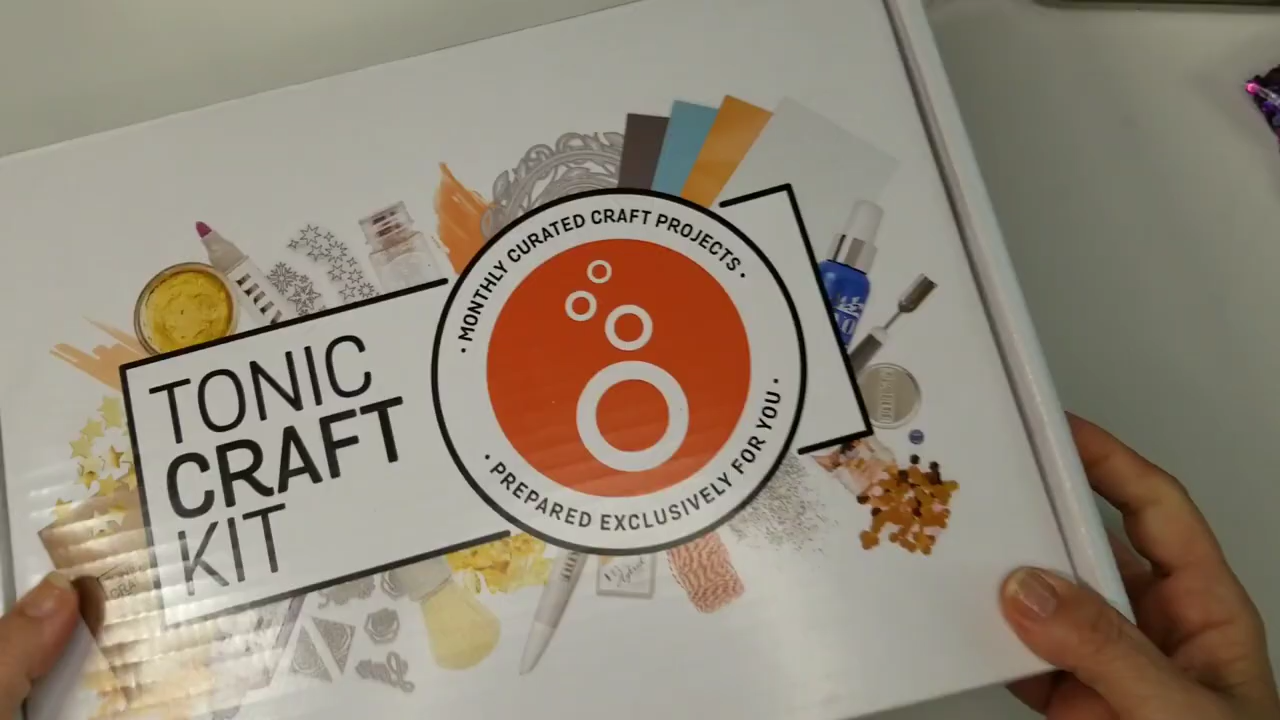 TONIC
CRAFT
KIT
· MONTHLY CURATED CRAFT PROJECTS ·
· PREPARED EXCLUSIVELY FOR YOU ·